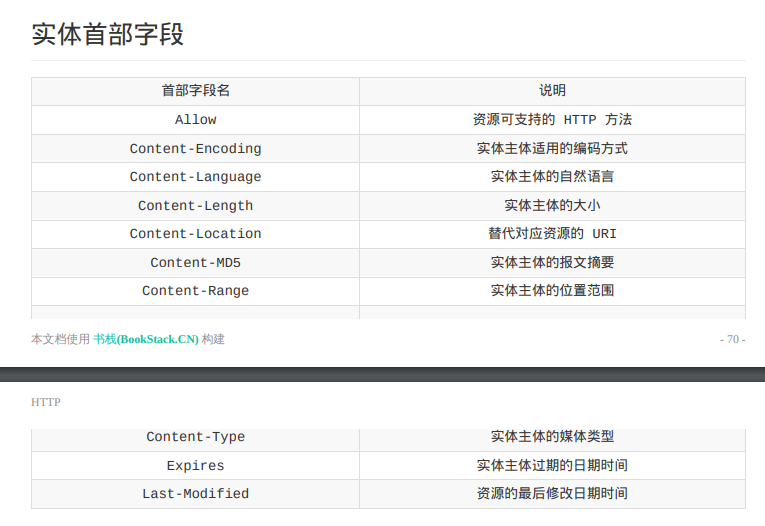 实体首部字段
首部字段名 说明
Allow 资源可支持的 HTTP 方法
Content-Encoding 实体主体适用的编码方式
Content-Language 实体主体的自然语言
Content-Length 实体主体的大小
Content-Location 替代对应资源的 URI
Content-MD5 实体主体的报文摘要
Content-Range 实体主体的位置范围
本文档使用 书栈(BookStack.CN) 构建 - 70 -
HTTP
Content-Type 实体主体的媒体类型
Expires 实体主体过期的日期时间
Last-Modified 资源的最后修改日期时间